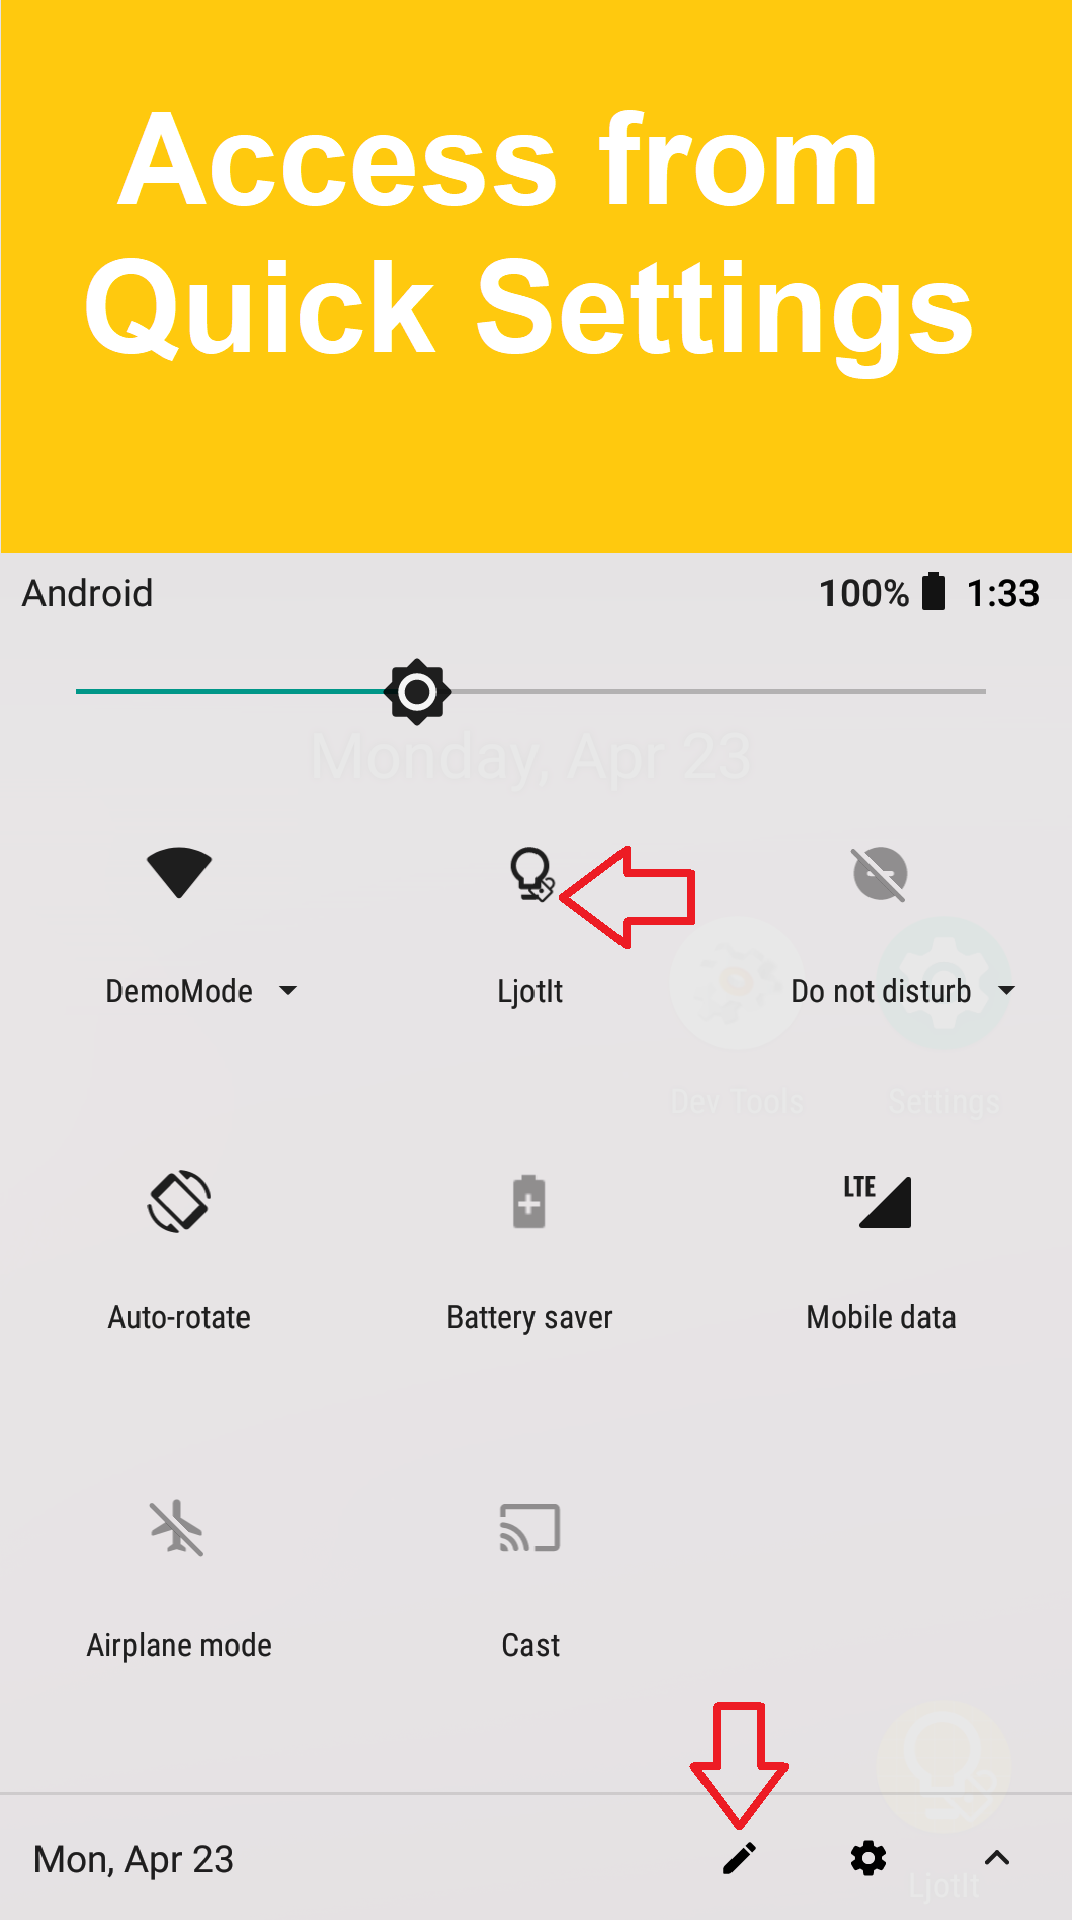 Access from
Quick Settings
Android 100% 1:33
Monday, Apr 23
DemoMode LjotIt Do not disturb
Dev Tools Settings
LTE
Auto-rotate Battery saver Mobile data
Airplane mode Cast
Mon, Apr 23
LjotIt